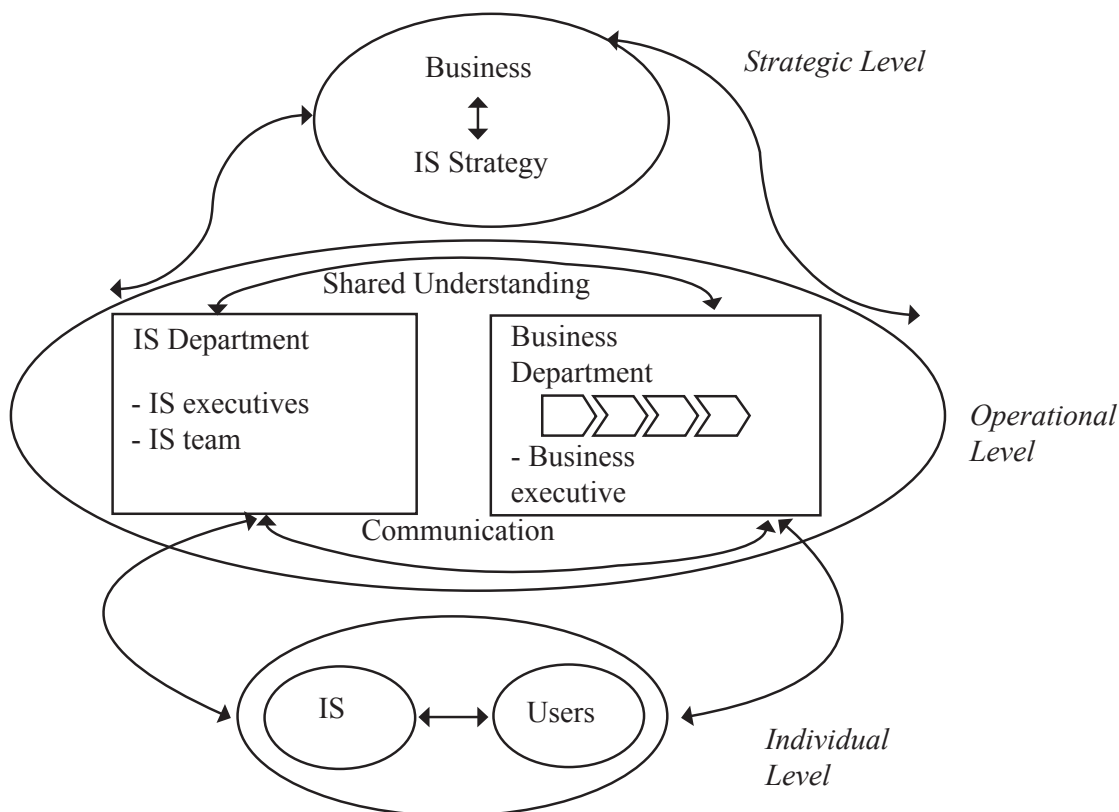 Business
Strategic Level
IS Strategy
Shared Understanding
IS Department
- IS executives
- IS team
Business
Department
- Business
executive
Operational
Level
Communication
IS
Users
Individual
Level